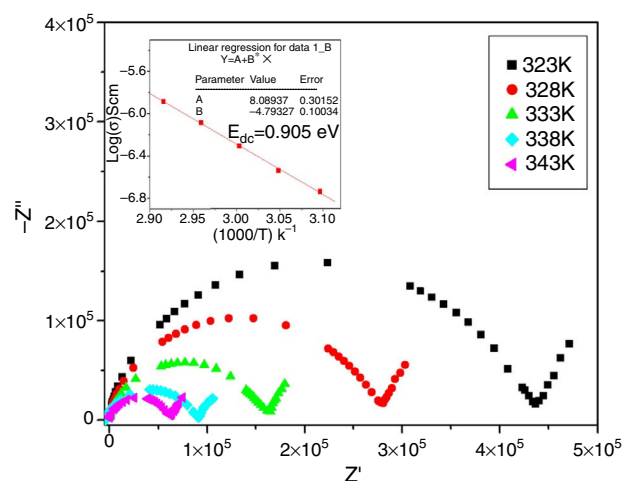 4×10⁵
3×10⁵
2×10⁵
1×10⁵
0
–Z''
0
1×10⁵
2×10⁵
3×10⁵
4×10⁵
5×10⁵
Z'
323K
328K
333K
338K
343K
Linear regression for data 1_B
Y=A+B* ×
Parameter Value Error
A 8.08937 0.30152
B –4.79327 0.10034
E_dc=0.905 eV
Log(σ)Scm
–5.6
–6.0
–6.4
–6.8
2.90 2.95 3.00 3.05 3.10
(1000/T) k⁻¹